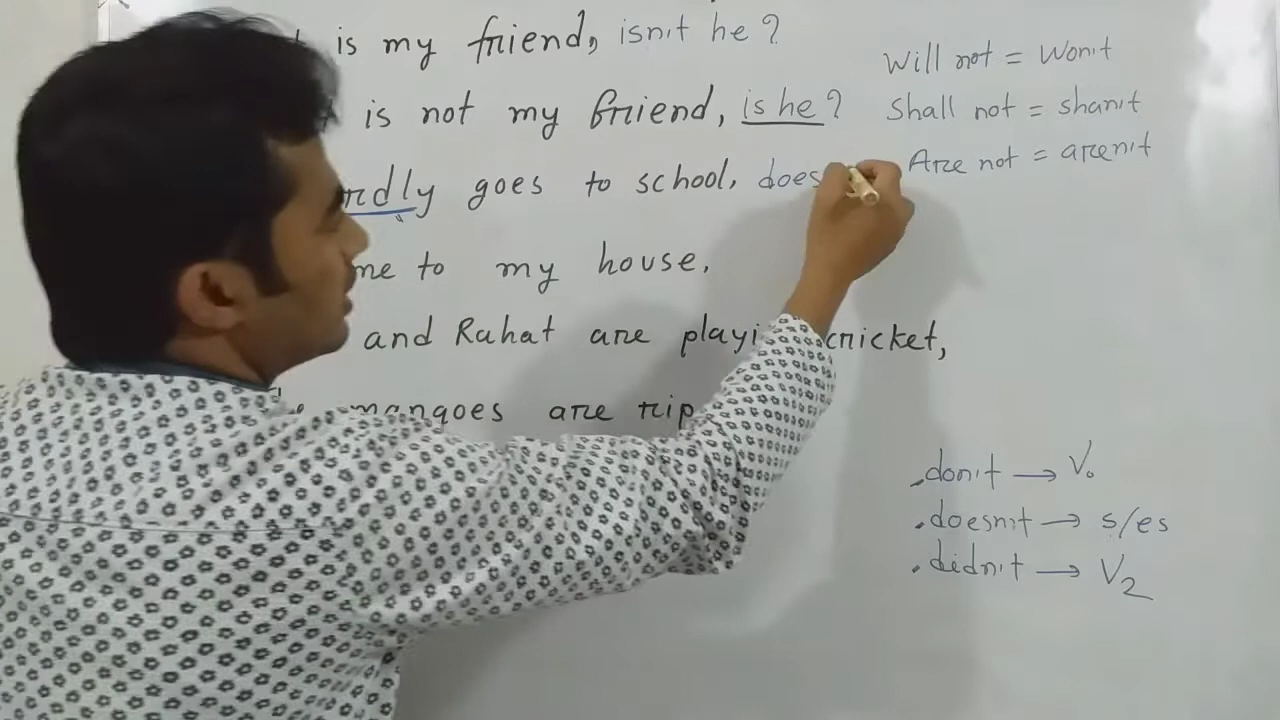 is my friend, isn't he?
is not my friend, is he?
rdly goes to school, does
me to my house.
and Rahat are playi cricket,
mangoes are rip
Will not = Won't
Shall not = shan't
Are not = aren't
.don't → V.
.doesn't → s/es
.didn't → V2